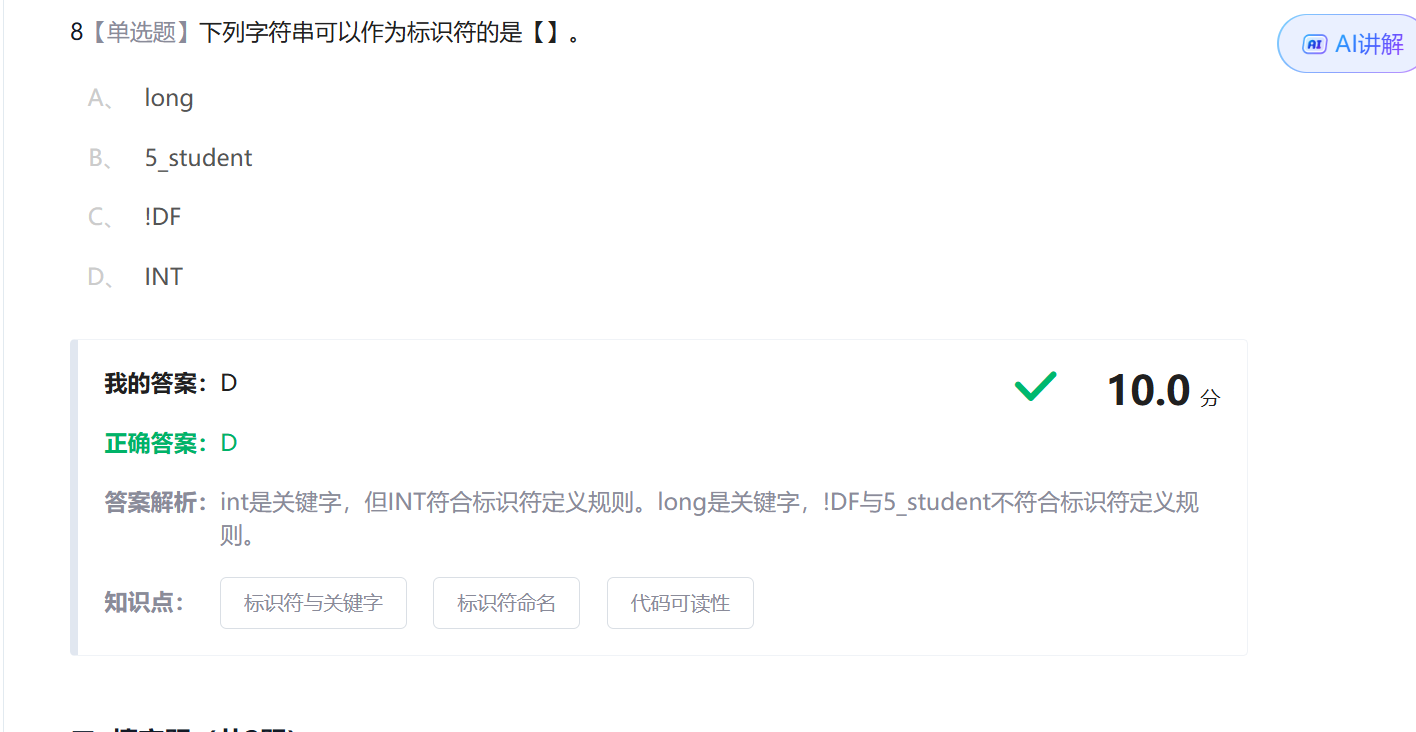 8【单选题】下列字符串可以作为标识符的是【】。
AI AI讲解
A、 long
B、 5_student
C、 !DF
D、 INT
我的答案：D
10.0 分
正确答案：D
答案解析：int是关键字，但INT符合标识符定义规则。long是关键字，!DF与5_student不符合标识符定义规
则。
知识点： 标识符与关键字 标识符命名 代码可读性